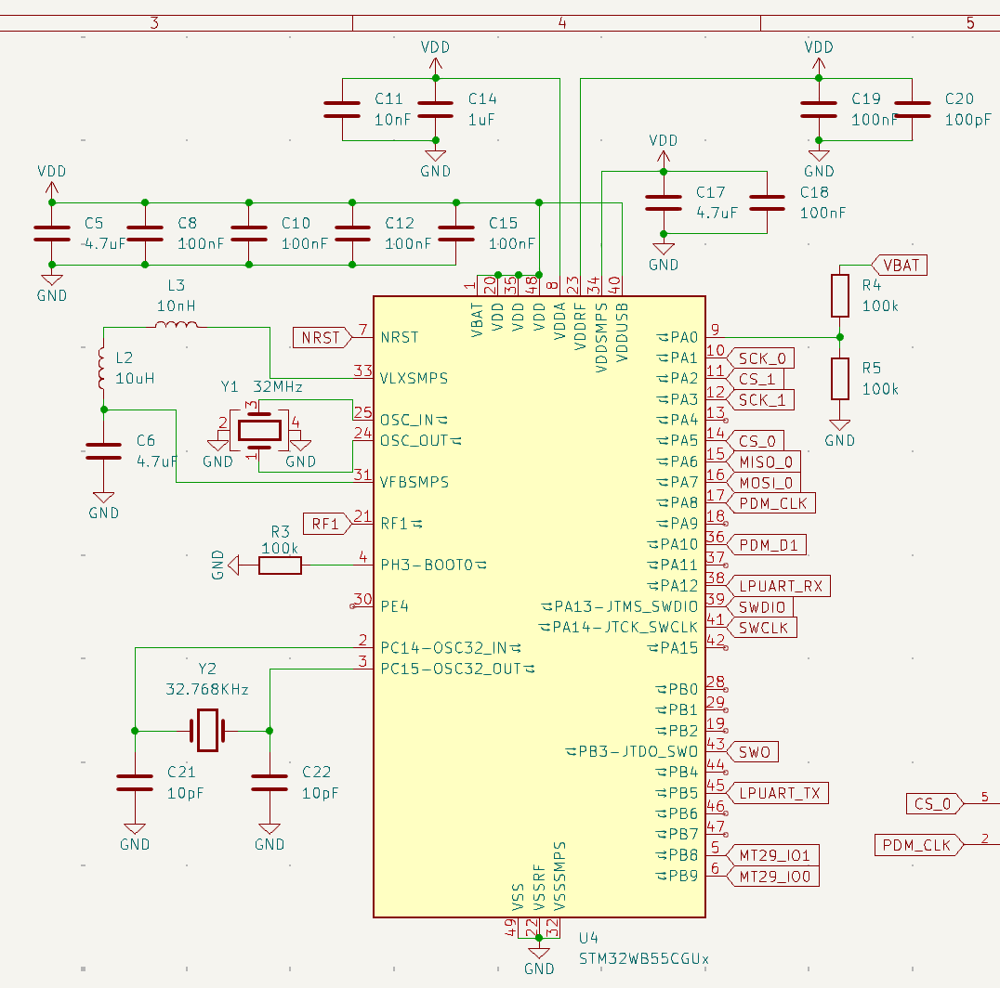 3
4
5
VDD
VDD
C11
10nF
C14
1uF
C19
100nF
C20
100pF
VDD
GND
GND
VDD
C17
4.7uF
C18
100nF
C5
4.7uF
C8
100nF
C10
100nF
C12
100nF
C15
100nF
GND
GND
VBAT
R4
100k
L3
10nH
1
20
35
48
8
23
34
40
VBAT
VDD
VDD
VDD
VDDA
VDDRF
VDDSMPS
VDDUSB
NRST
7
NRST
PA0
9
L2
10uH
33
VLXSMPS
PA1
10
SCK_0
R5
100k
Y1
32MHz
PA2
11
CS_1
3
2
4
1
GND
GND
25
OSC_IN
24
OSC_OUT
PA3
12
SCK_1
PA4
13
GND
C6
4.7uF
PA5
14
CS_0
PA6
15
MISO_0
31
VFBSMPS
PA7
16
MOSI_0
GND
PA8
17
PDM_CLK
RF1
21
RF1
PA9
18
R3
100k
GND
PA10
36
PDM_D1
4
PH3-BOOT0
PA11
37
PA12
38
LPUART_RX
30
PE4
PA13-JTMS_SWDIO
39
SWDIO
PA14-JTCK_SWCLK
41
SWCLK
2
PC14-OSC32_IN
PA15
42
3
PC15-OSC32_OUT
Y2
32.768KHz
PB0
28
PB1
29
PB2
19
PB3-JTDO_SWO
43
SWO
C21
10pF
C22
10pF
PB4
44
PB5
45
LPUART_TX
CS_0
5
PB6
46
PB7
47
GND
GND
PDM_CLK
2
PB8
5
MT29_IO1
PB9
6
MT29_IO0
VSS
VSSRF
VSSSMPS
49
22
32
GND
U4
STM32WB55CGUx